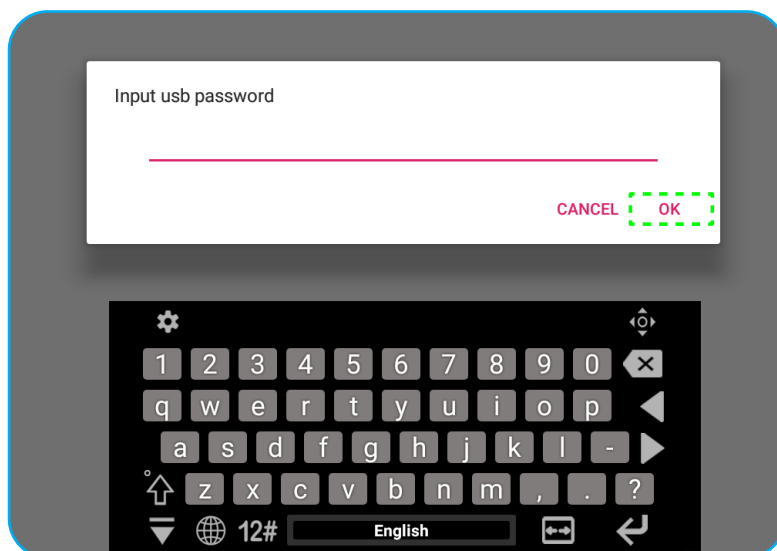 Input usb password
CANCEL OK
1 2 3 4 5 6 7 8 9 0
q w e r t y u i o p
a s d f g h j k l -
z x c v b n m , . ?
12# English